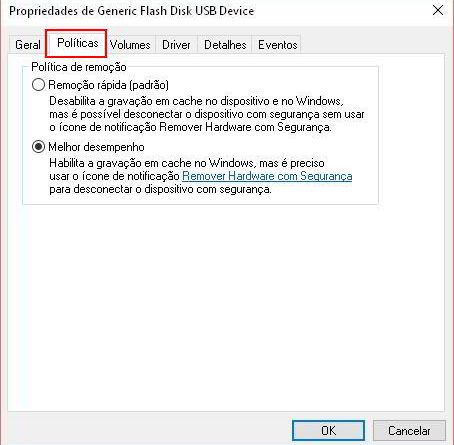 Propriedades de Generic Flash Disk USB Device
Geral Políticas Volumes Driver Detalhes Eventos
Política de remoção
Remoção rápida (padrão)
Desabilita a gravação em cache no dispositivo e no Windows,
mas é possível desconectar o dispositivo com segurança sem usar
o ícone de notificação Remover Hardware com Segurança.
Melhor desempenho
Habilita a gravação em cache no Windows, mas é preciso
usar o ícone de notificação Remover Hardware com Segurança
para desconectar o dispositivo com segurança.
OK Cancelar